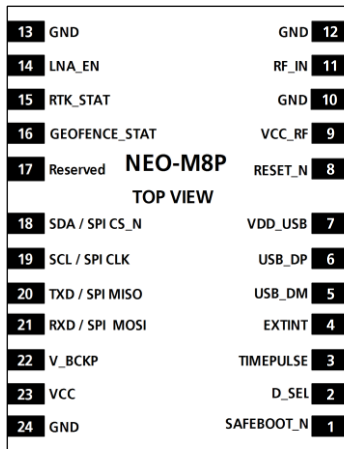 13 GND GND 12
14 LNA_EN RF_IN 11
15 RTK_STAT GND 10
16 GEOFENCE_STAT VCC_RF 9
17 Reserved NEO-M8P RESET_N 8
TOP VIEW
18 SDA / SPI CS_N VDD_USB 7
19 SCL / SPI CLK USB_DP 6
20 TXD / SPI MISO USB_DM 5
21 RXD / SPI MOSI EXTINT 4
22 V_BCKP TIMEPULSE 3
23 VCC D_SEL 2
24 GND SAFEBOOT_N 1